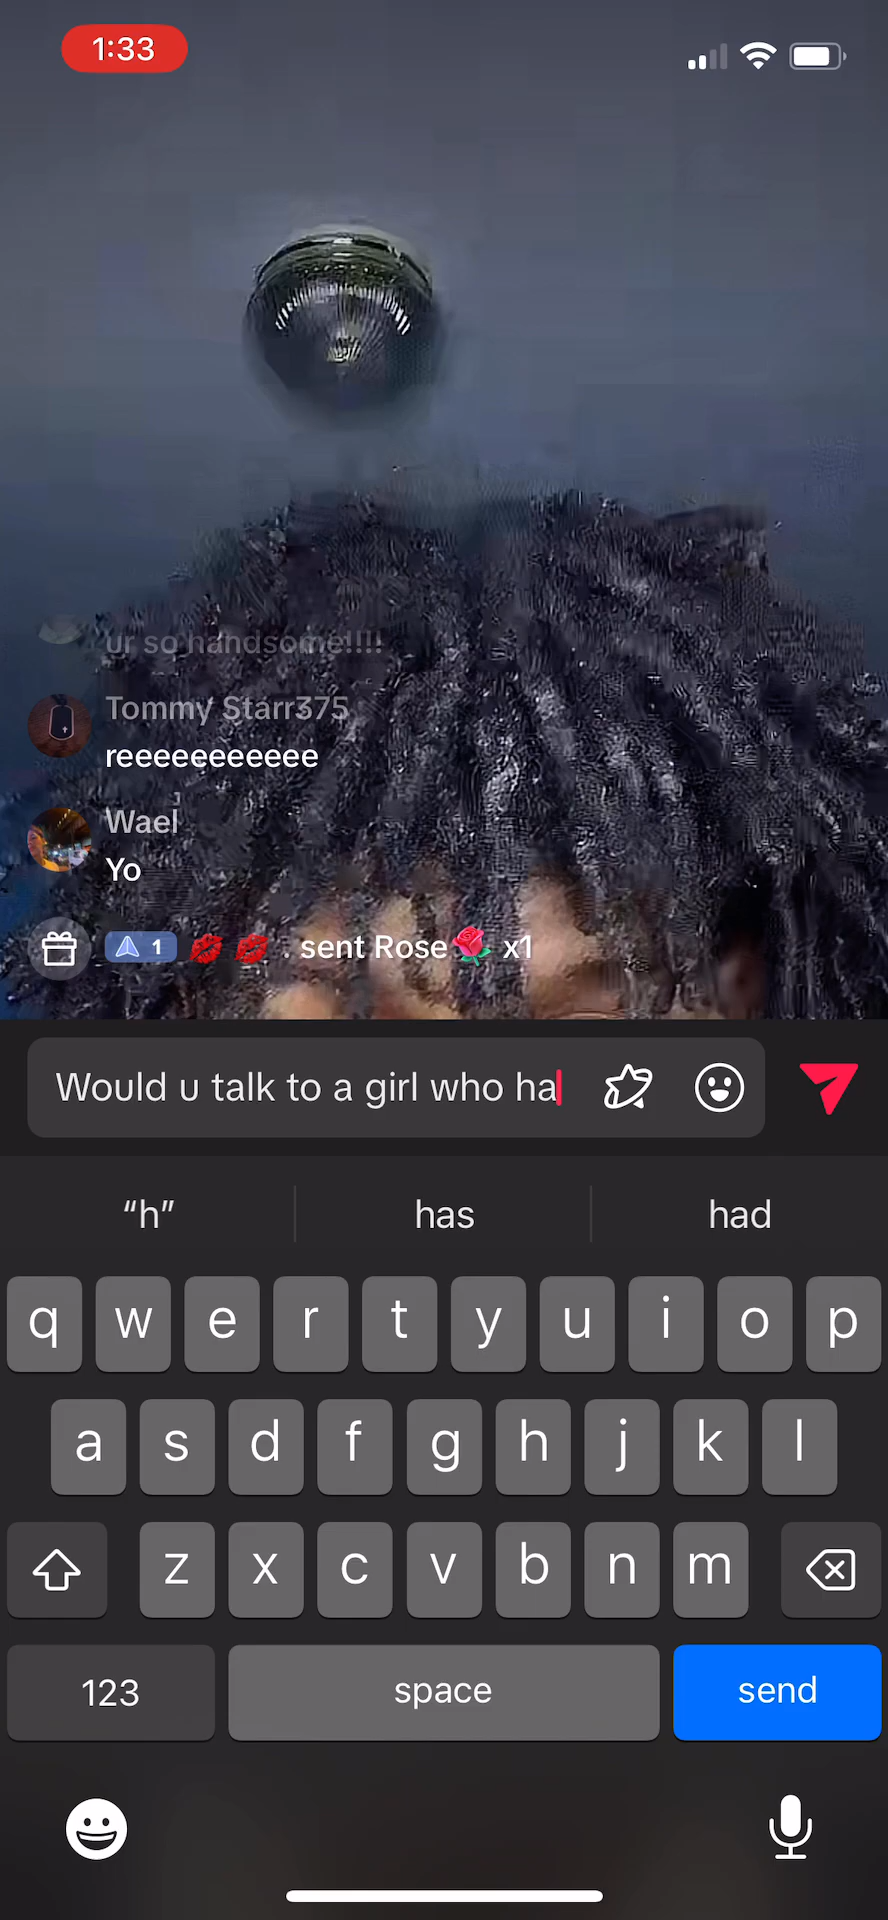 1:33
ur so handsome!!!!
Tommy Starr375
reeeeeeeeeee
Wael
Yo
1 💋 💋 . sent Rose🌹 x1
Would u talk to a girl who ha
“h” has had
q w e r t y u i o p
a s d f g h j k l
z x c v b n m
123 space send